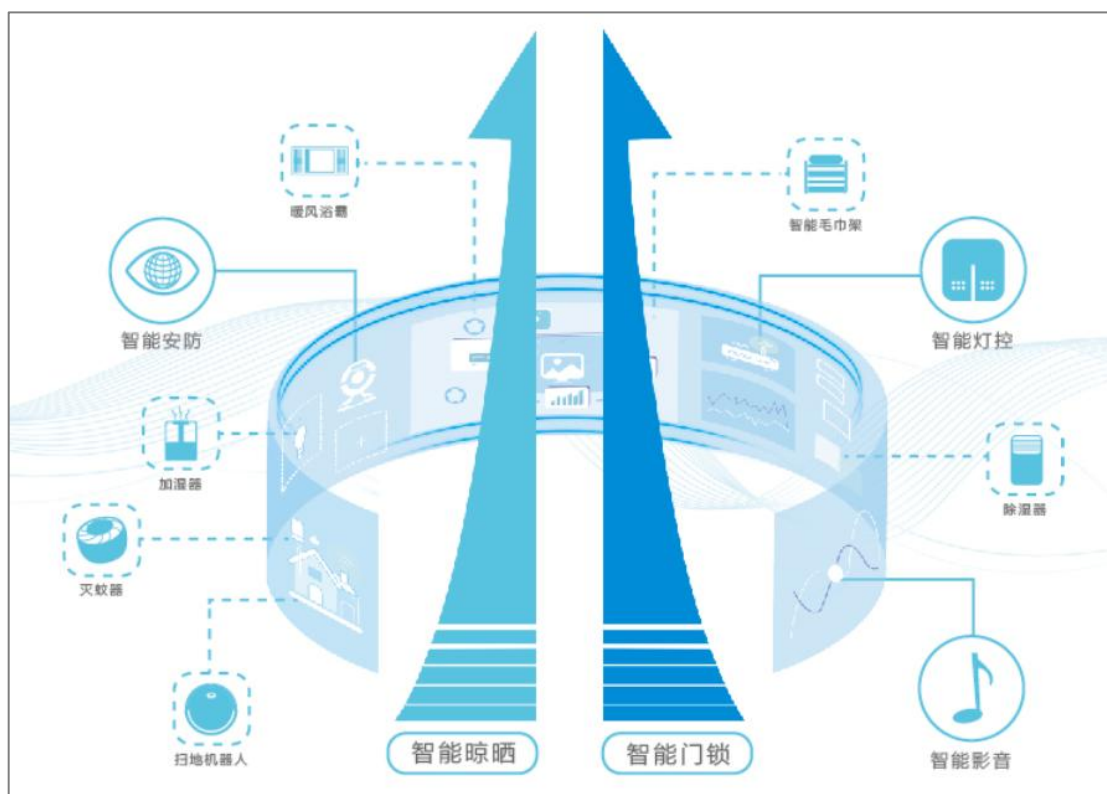 暖风浴霸
智能毛巾架
智能安防
智能灯控
加湿器
除湿器
灭蚊器
扫地机器人
智能晾晒
智能门锁
智能影音